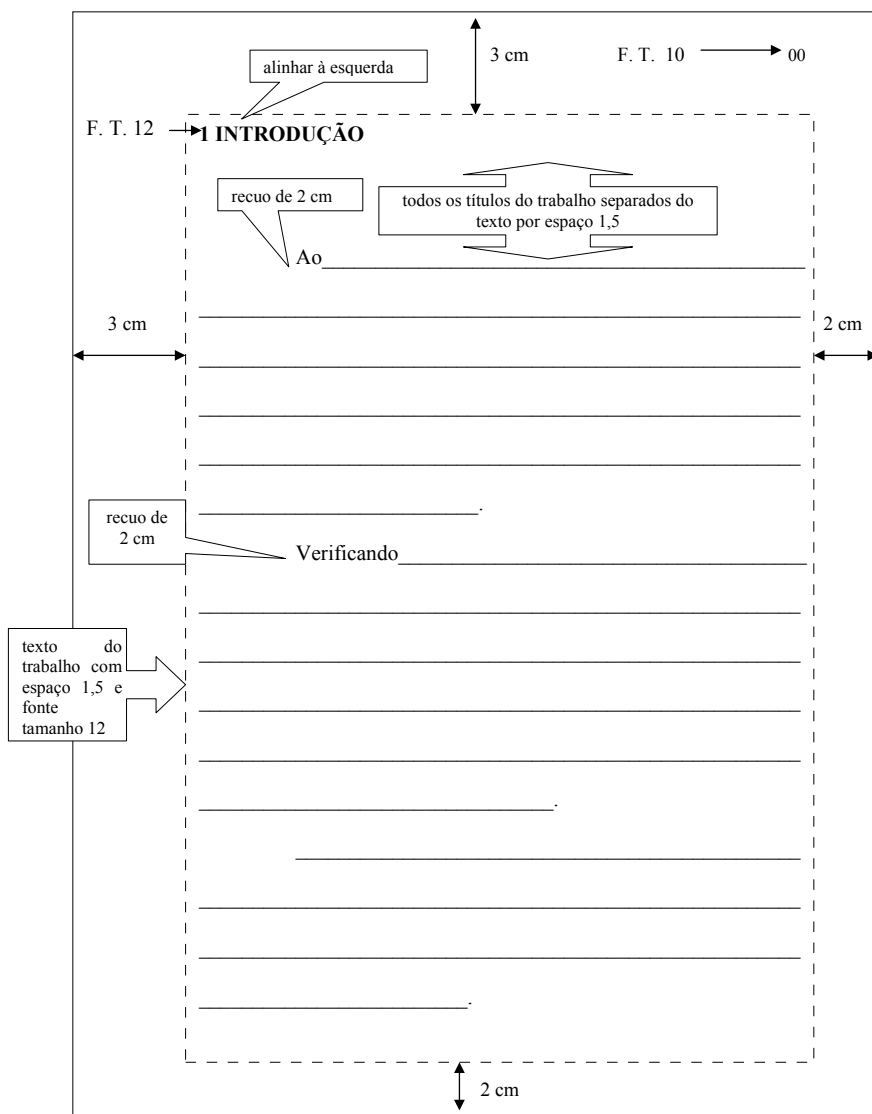 3 cm
F. T. 10
00
alinhar à esquerda
F. T. 12
1 INTRODUÇÃO
recuo de 2 cm
todos os títulos do trabalho separados do
texto por espaço 1,5
Ao
3 cm
2 cm
recuo de
2 cm
Verificando
texto do
trabalho com
espaço 1,5 e
fonte
tamanho 12
2 cm